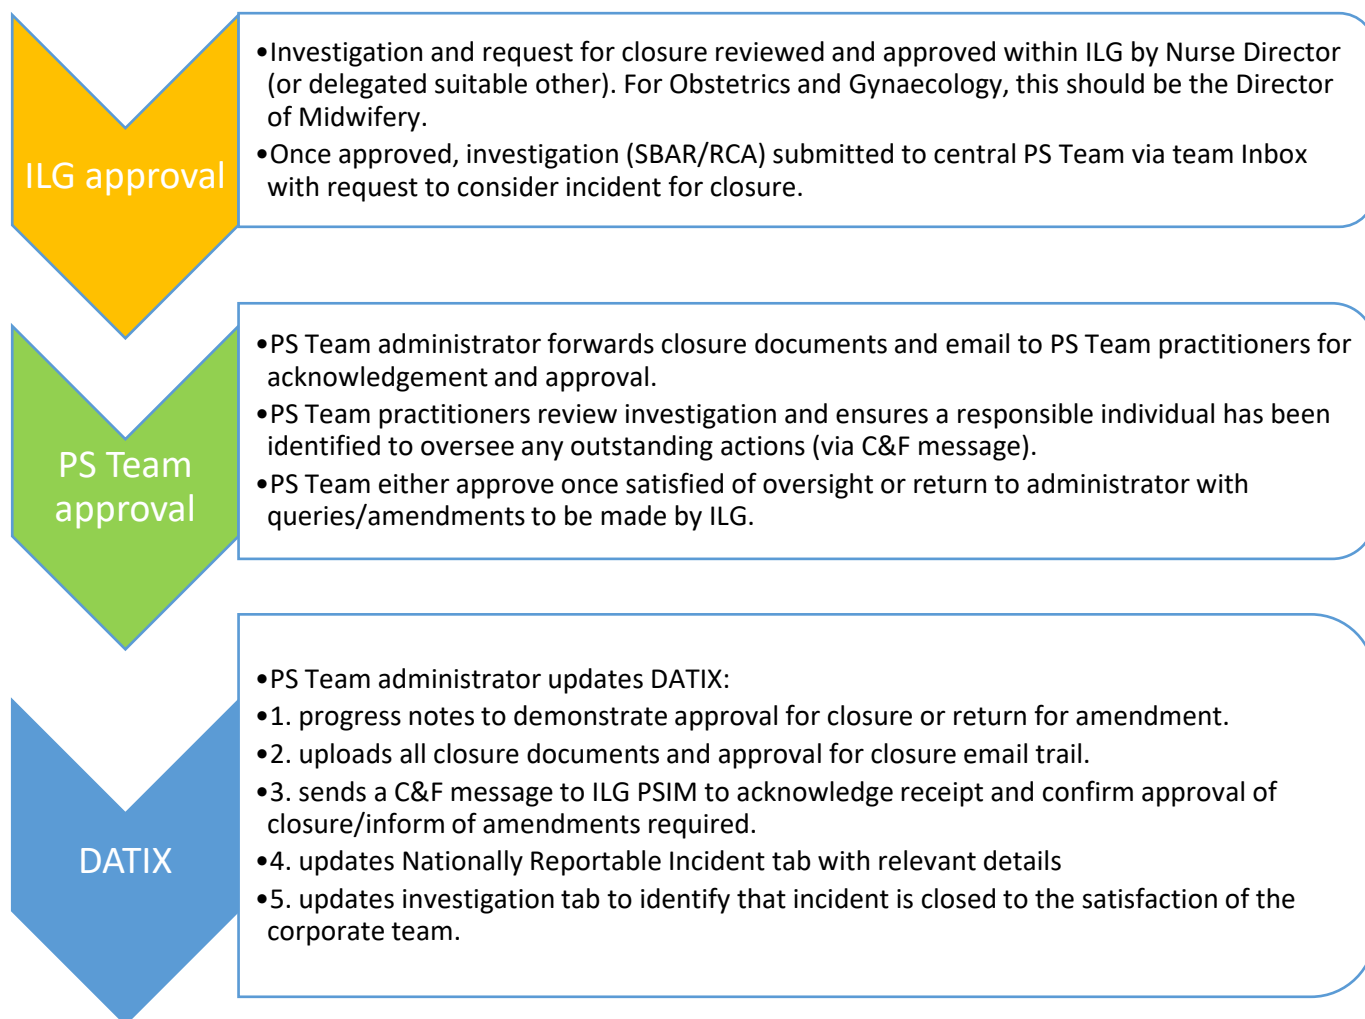 ILG approval
•Investigation and request for closure reviewed and approved within ILG by Nurse Director
(or delegated suitable other). For Obstetrics and Gynaecology, this should be the Director
of Midwifery.
•Once approved, investigation (SBAR/RCA) submitted to central PS Team via team Inbox
with request to consider incident for closure.
PS Team
approval
•PS Team administrator forwards closure documents and email to PS Team practitioners for
acknowledgement and approval.
•PS Team practitioners review investigation and ensures a responsible individual has been
identified to oversee any outstanding actions (via C&F message).
•PS Team either approve once satisfied of oversight or return to administrator with
queries/amendments to be made by ILG.
DATIX
•PS Team administrator updates DATIX:
•1. progress notes to demonstrate approval for closure or return for amendment.
•2. uploads all closure documents and approval for closure email trail.
•3. sends a C&F message to ILG PSIM to acknowledge receipt and confirm approval of
closure/inform of amendments required.
•4. updates Nationally Reportable Incident tab with relevant details
•5. updates investigation tab to identify that incident is closed to the satisfaction of the
corporate team.